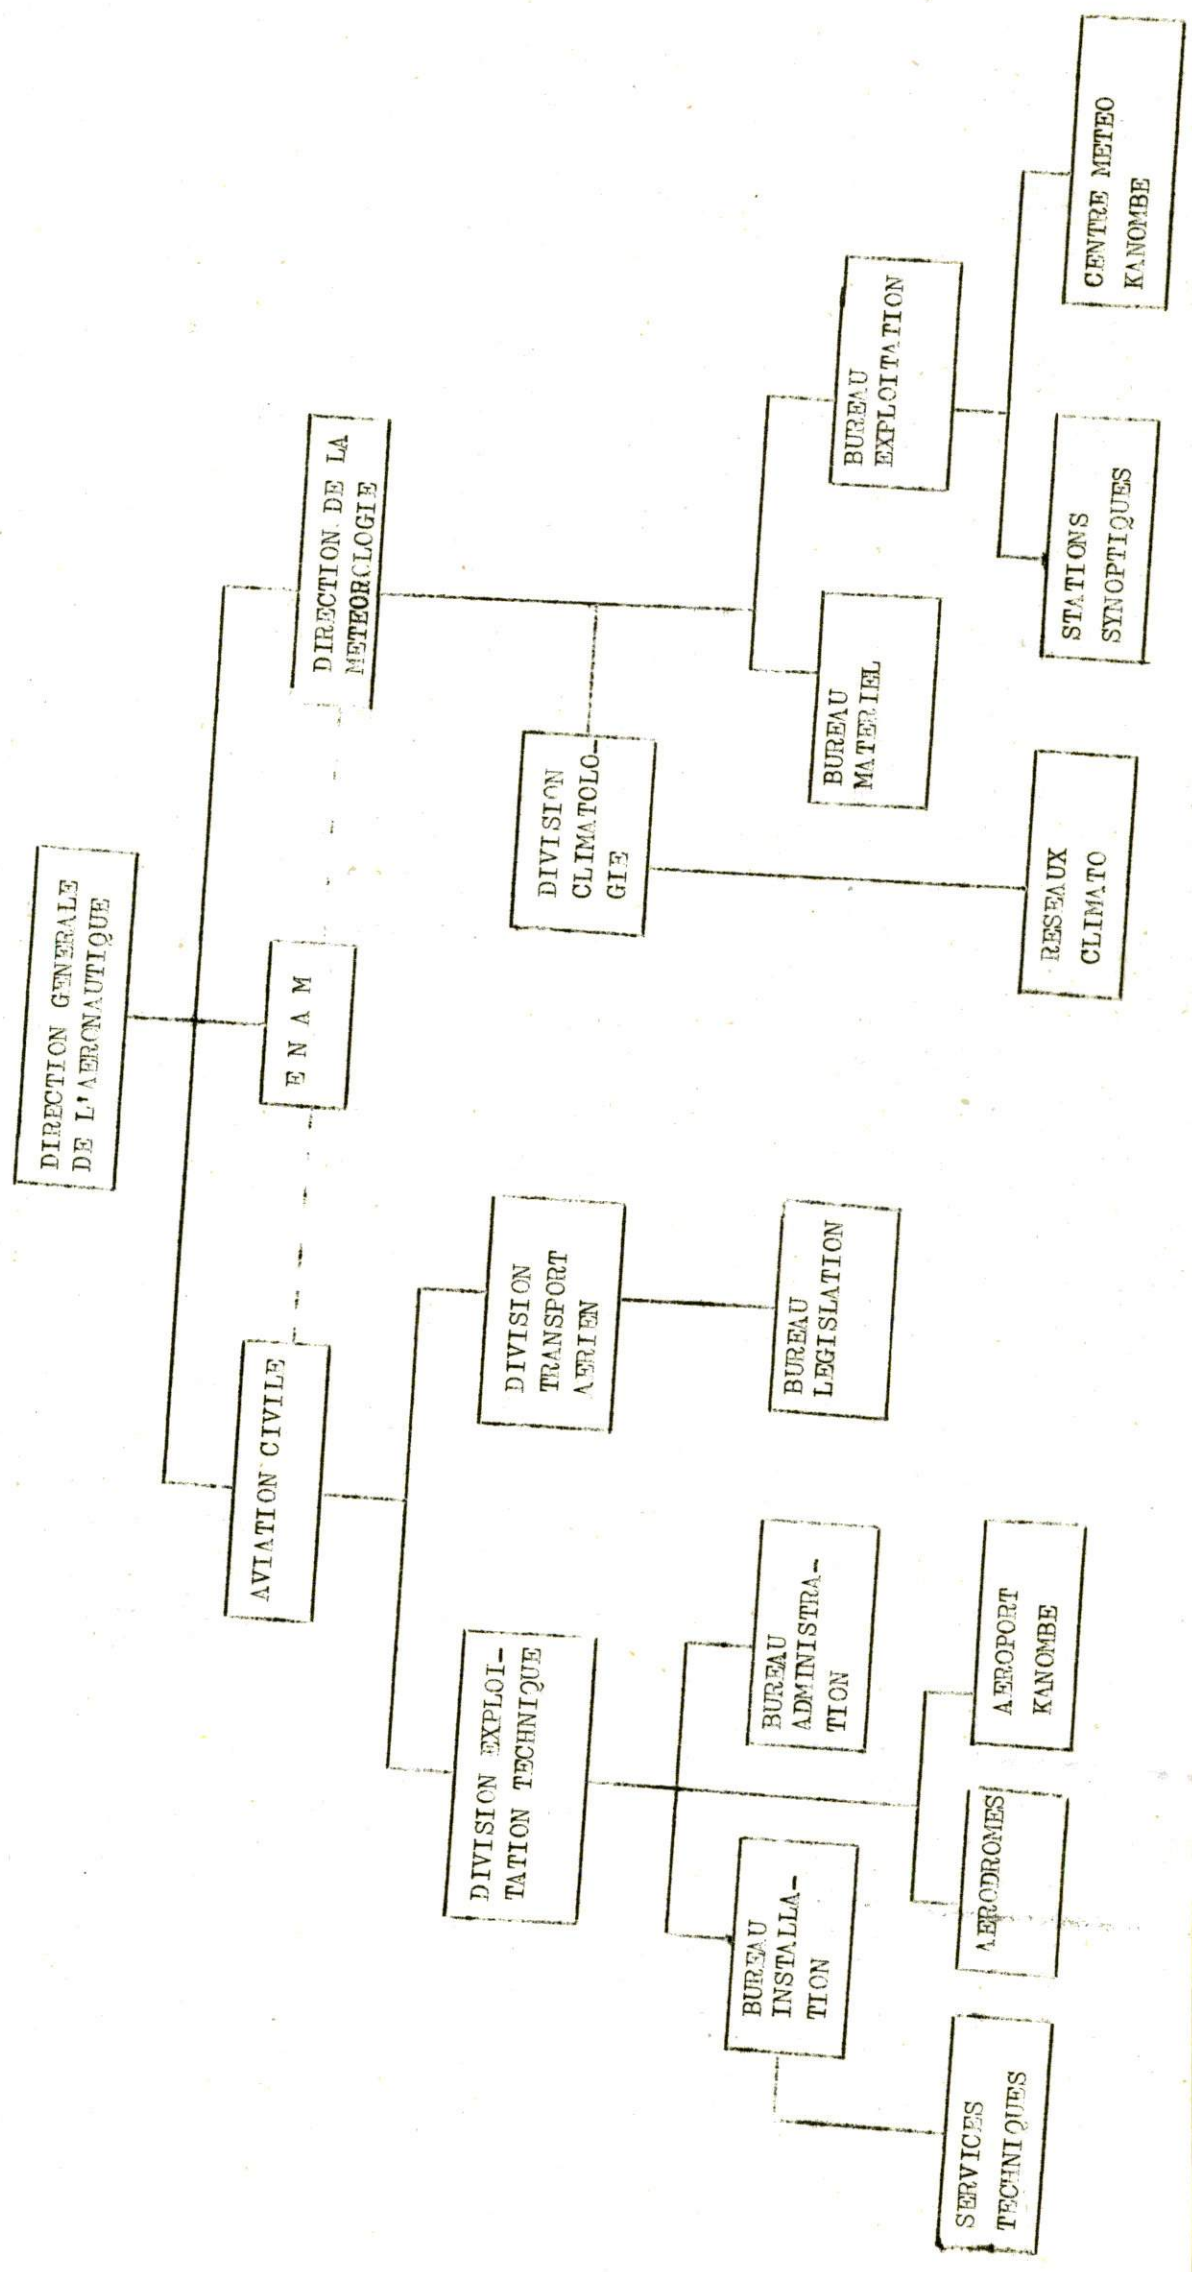 DIRECTION GENERALE
DE L'AERONAUTIQUE
AVIATION CIVILE
E N A M
DIRECTION DE LA
METEOROLOGIE
DIVISION EXPLOI-
TATION TECHNIQUE
DIVISION
TRANSPORT
AERIEN
DIVISION
CLIMATOLO-
GIE
BUREAU
INSTALLA-
TION
BUREAU
ADMINISTRA-
TION
BUREAU
LEGISLATION
BUREAU
MATERIEL
BUREAU
EXPLOITATION
SERVICES
TECHNIQUES
AERODROMES
AEROPORT
KANOMBE
RESEAUX
CLIMATO
STATIONS
SYNOPTIQUES
CENTRE METEO
KANOMBE